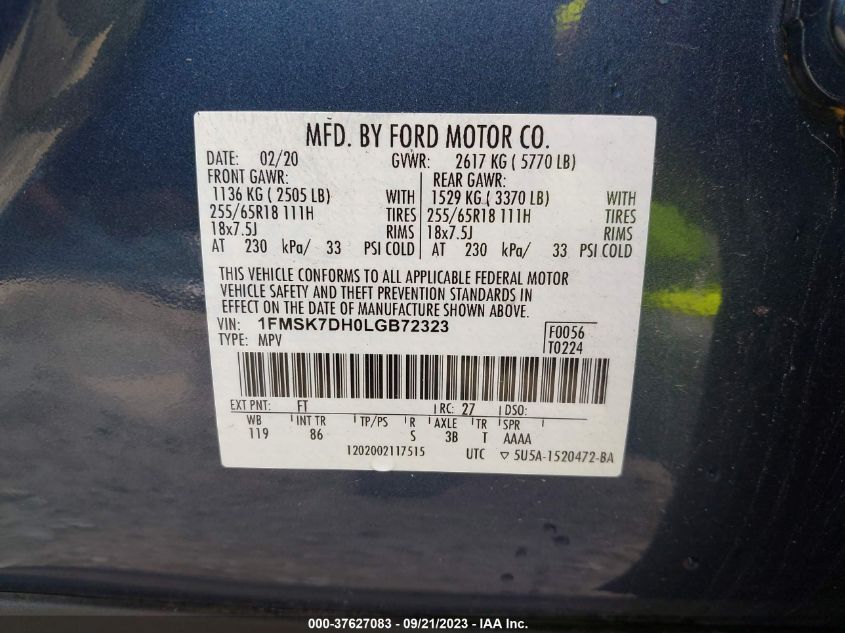 MFD. BY FORD MOTOR CO.
DATE: 02/20 GVWR: 2617 KG ( 5770 LB)
FRONT GAWR: REAR GAWR:
1136 KG ( 2505 LB) WITH 1529 KG ( 3370 LB) WITH
255/65R18 111H TIRES 255/65R18 111H TIRES
18x7.5J RIMS 18x7.5J RIMS
AT 230 kPa/ 33 PSI COLD AT 230 kPa/ 33 PSI COLD
THIS VEHICLE CONFORMS TO ALL APPLICABLE FEDERAL MOTOR
VEHICLE SAFETY AND THEFT PREVENTION STANDARDS IN
EFFECT ON THE DATE OF MANUFACTURE SHOWN ABOVE.
VIN: 1FMSK7DH0LGB72323 F0056
TYPE: MPV T0224
EXT PNT: FT RC: 27 DSO:
WB INT TR TP/PS R AXLE TR SPR
119 86 S 3B T AAAA
1202002117515 UTC ▽ 5U5A-1520472-BA
000-37627083 - 09/21/2023 - IAA Inc.